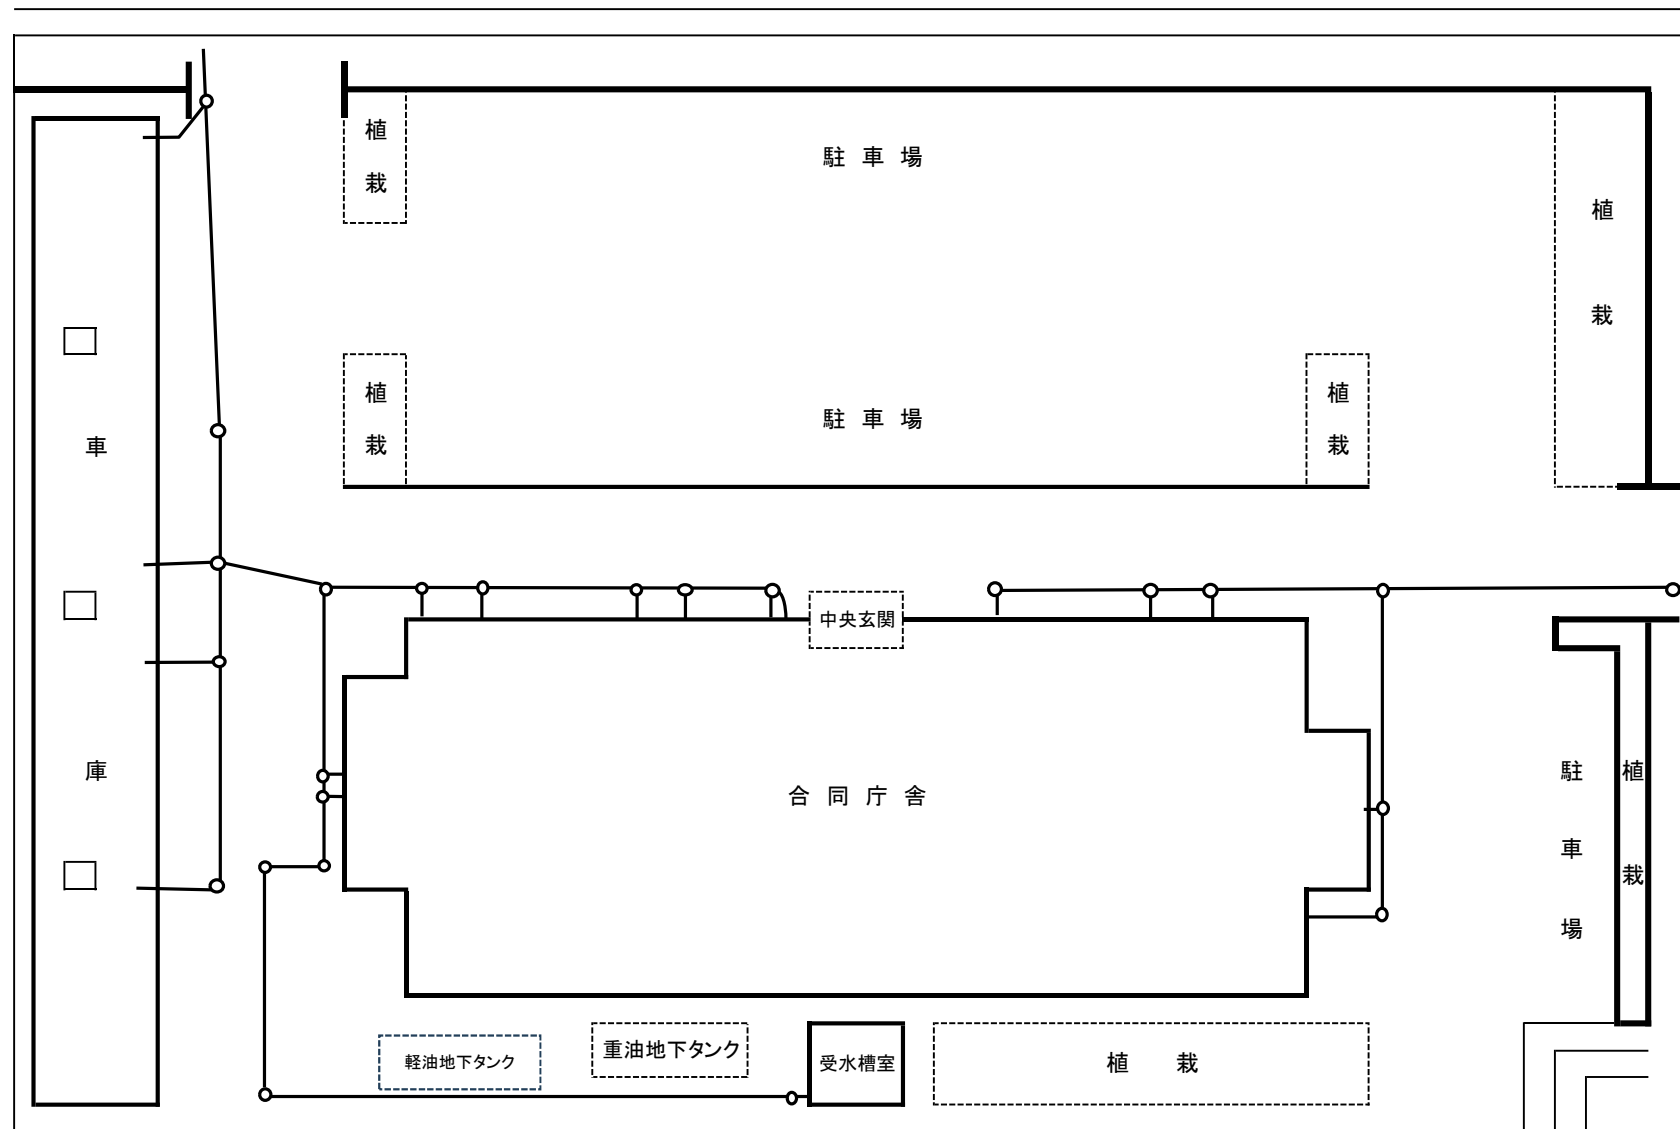 植栽
駐車場
植栽
植栽
駐車場
植栽
車庫
中央玄関
合同庁舎
駐車場
植栽
軽油地下タンク
重油地下タンク
受水槽室
植栽